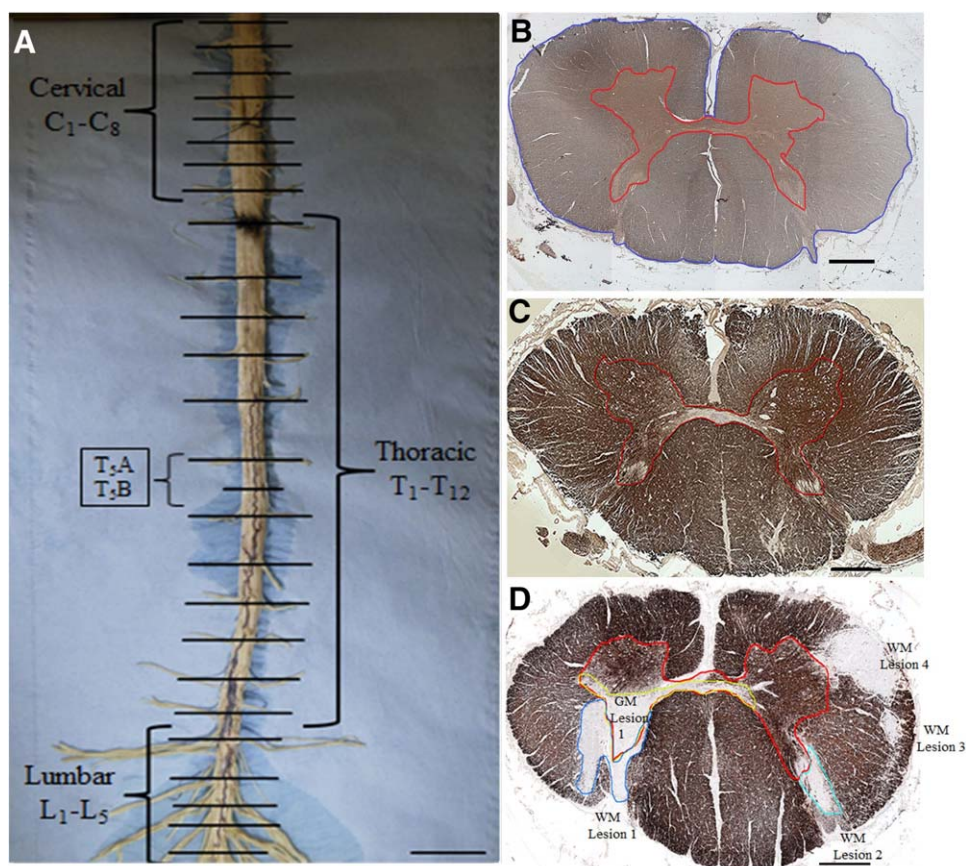 A
Cervical
C₁-C₈
T₅A
T₅B
Thoracic
T₁-T₁₂
Lumbar
L₁-L₅
B
C
D
GM
Lesion
1
WM
Lesion 1
WM
Lesion 2
WM
Lesion 3
WM
Lesion 4